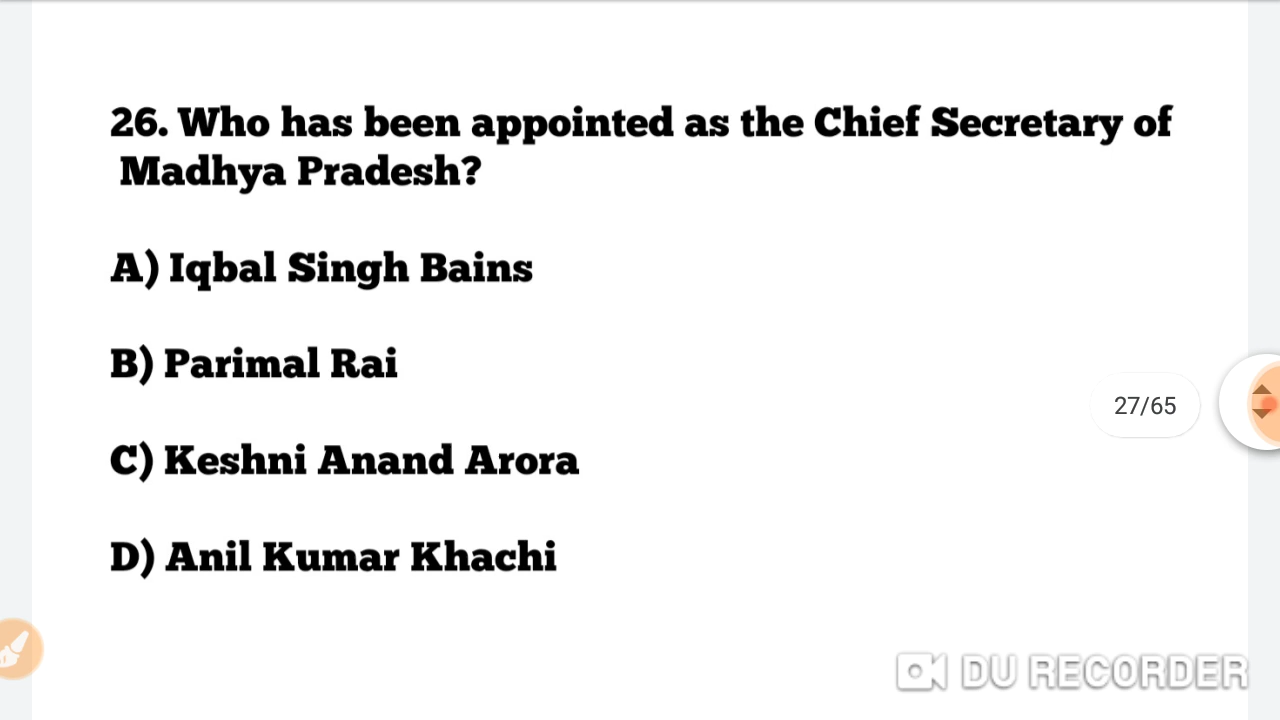 26. Who has been appointed as the Chief Secretary of
Madhya Pradesh?
A) Iqbal Singh Bains
B) Parimal Rai
27/65
C) Keshni Anand Arora
D) Anil Kumar Khachi
DU RECORDER